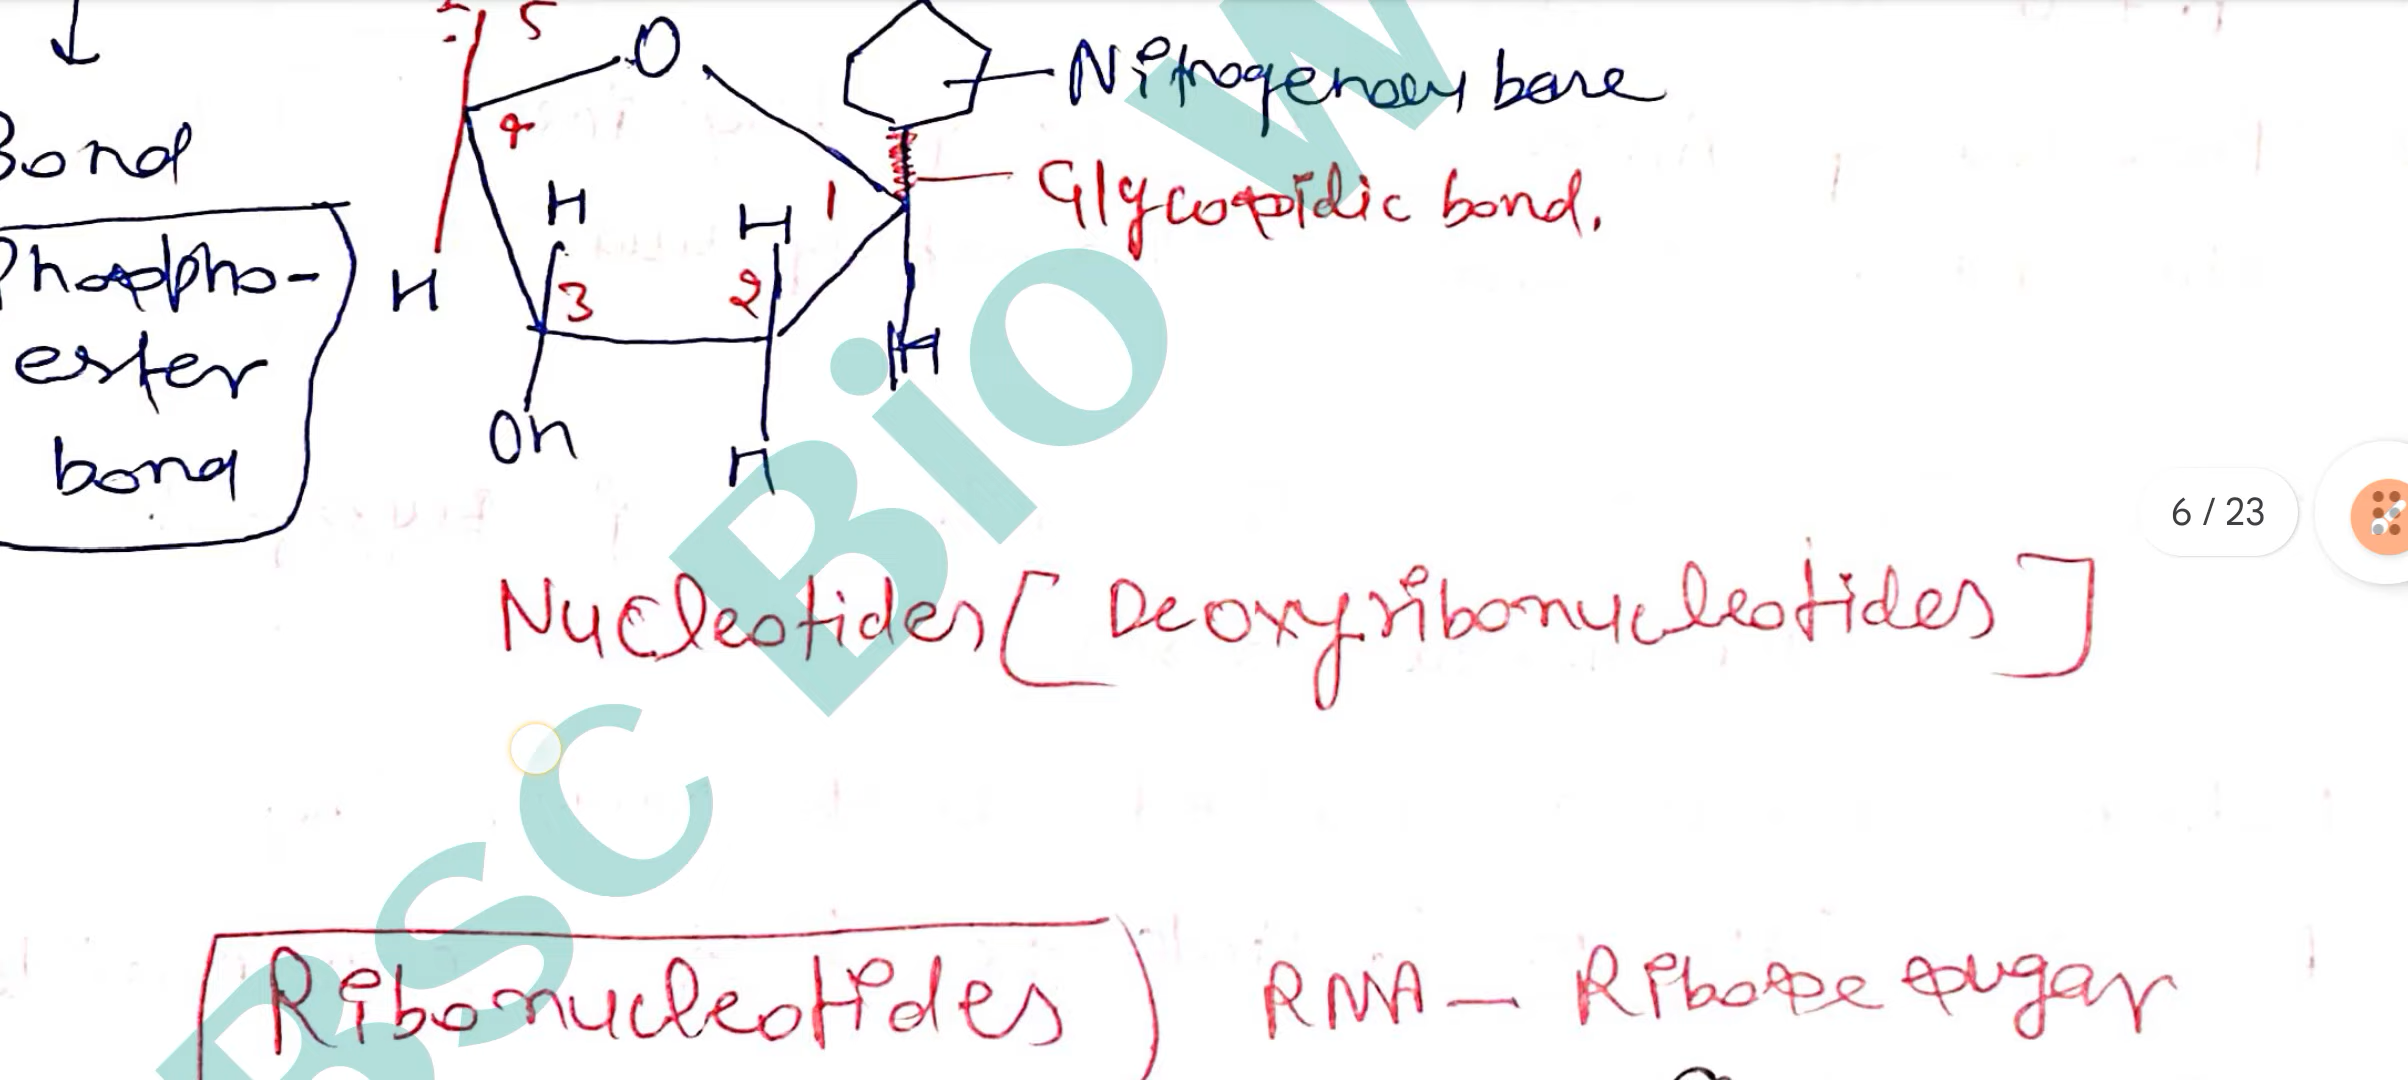 5
O
Nitrogenous base
4
Bond
H
H
1
Glycosidic bond.
Phospho-
ester
bond
H
3
2
H
OH
H
6 / 23
Nucleotides [Deoxyribonucleotides]
Ribonucleotides
RNA - Ribose sugar
BSC BiO W